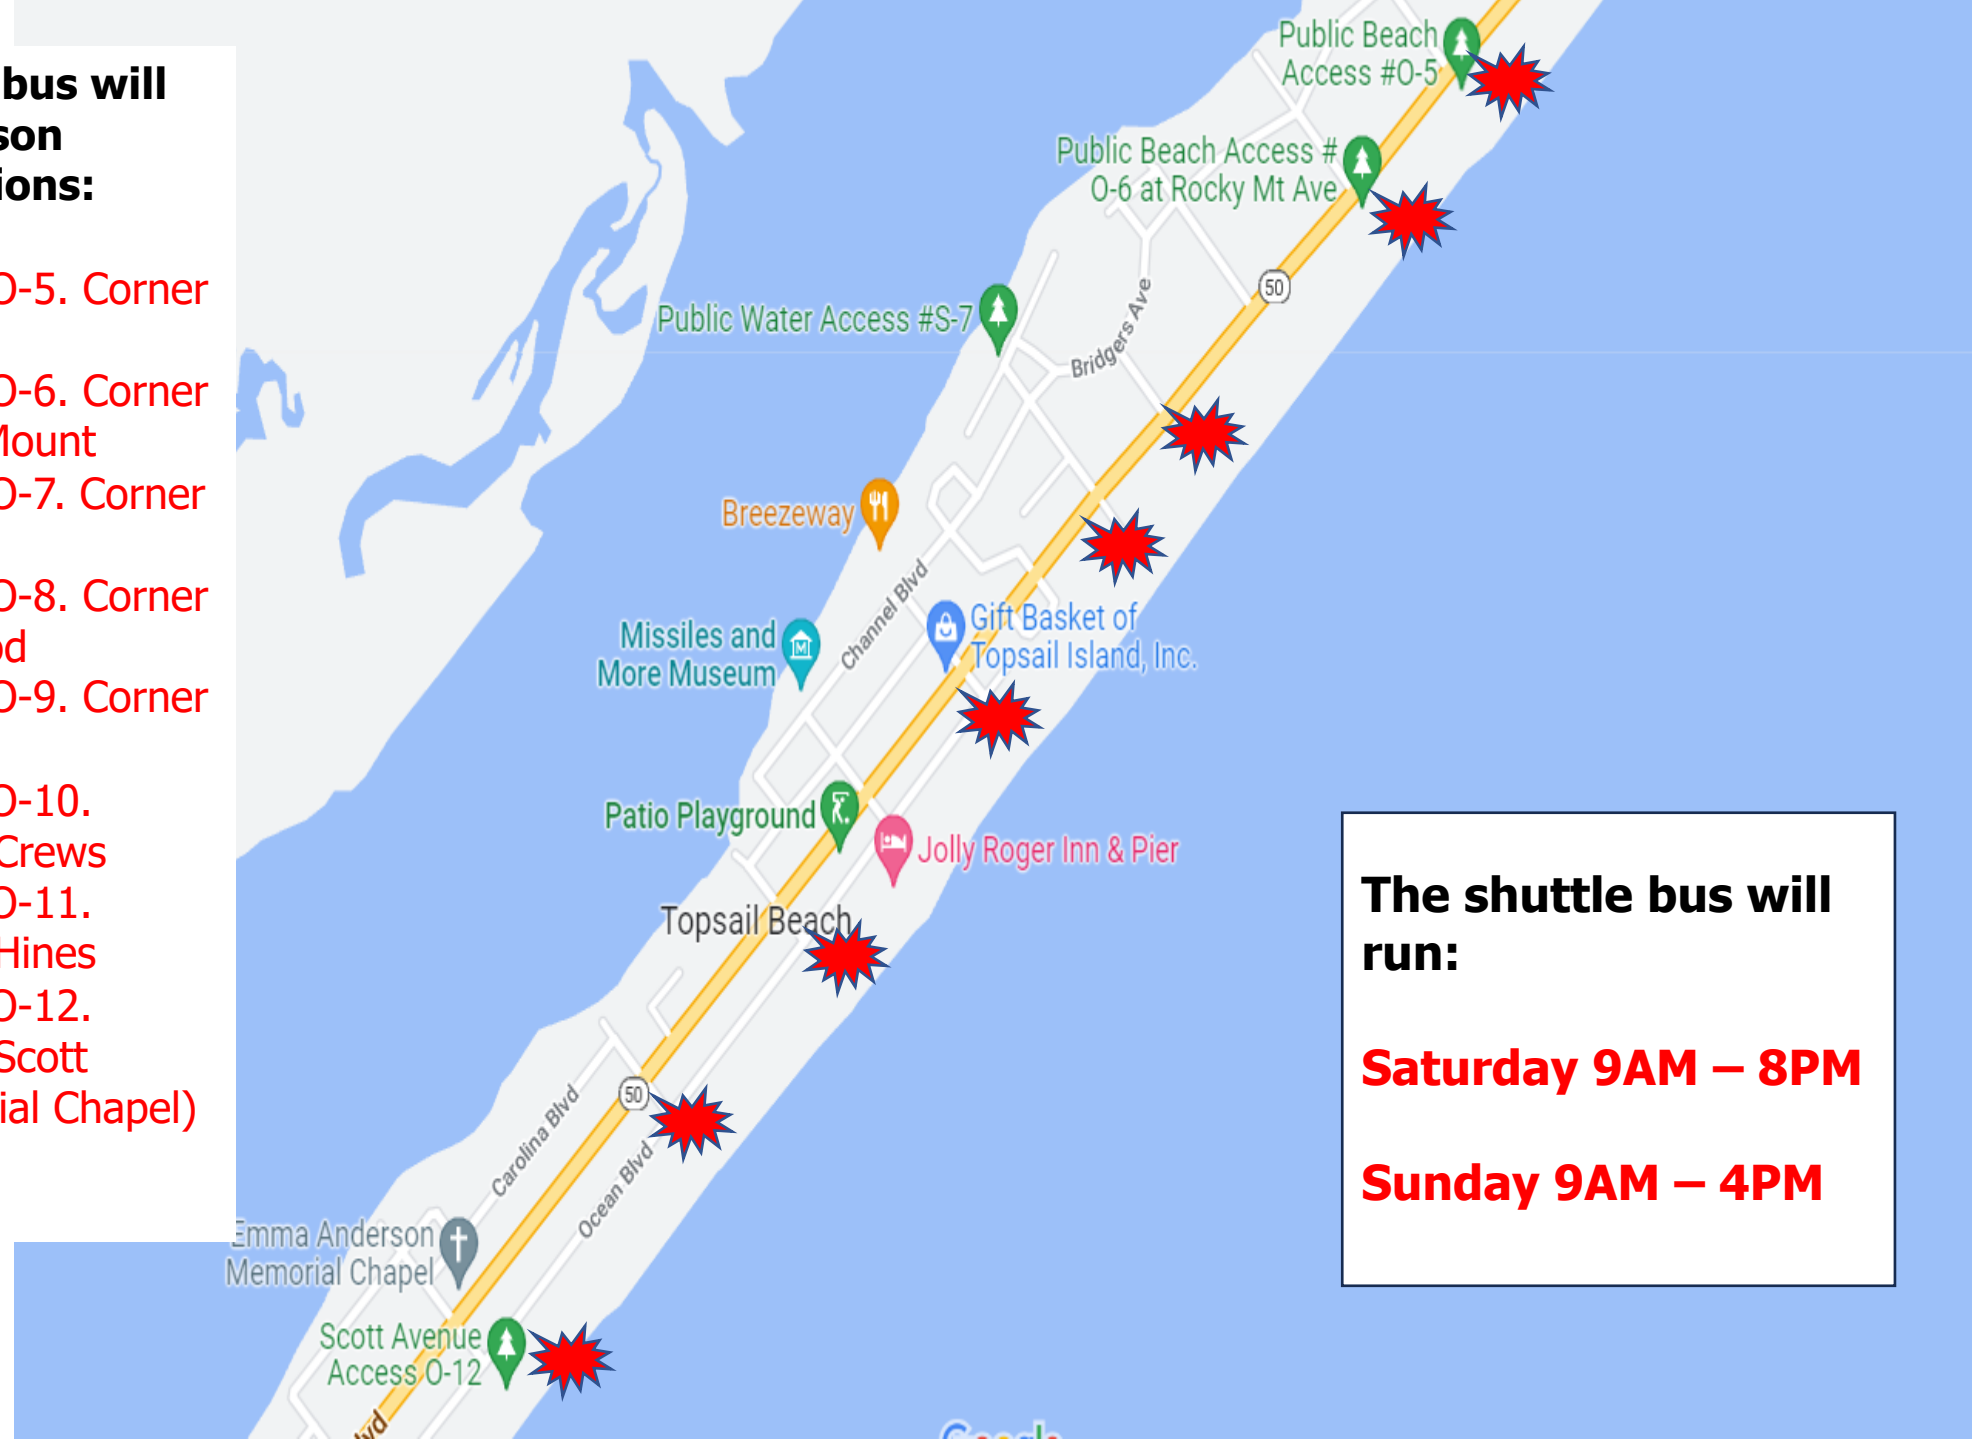 bus will
son
ions:
O-5. Corner
O-6. Corner
Mount
O-7. Corner
O-8. Corner
od
O-9. Corner
O-10.
Crews
O-11.
Hines
O-12.
Scott
ial Chapel)
Public Beach
Access #O-5
Public Beach Access #
O-6 at Rocky Mt Ave
50
Public Water Access #S-7
Bridgers Ave
Breezeway
Channel Blvd
Missiles and
More Museum
Gift Basket of
Topsail Island, Inc.
Patio Playground
Jolly Roger Inn & Pier
Topsail Beach
50
Carolina Blvd
Ocean Blvd
Emma Anderson
Memorial Chapel
Scott Avenue
Access O-12
lvd
Google
The shuttle bus will
run:
Saturday 9AM – 8PM
Sunday 9AM – 4PM